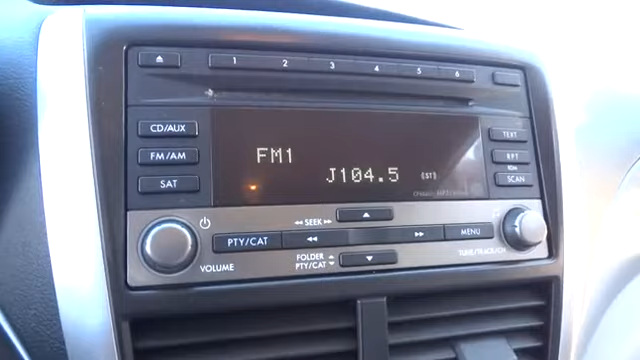 1 2 3 4 5 6
CD/AUX
FM/AM
SAT
FM1
J104.5 (ST)
TEXT
RPT
SCAN
SEEK
PTY/CAT
MENU
VOLUME
FOLDER
PTY/CAT
TUNE/TRACK/CH